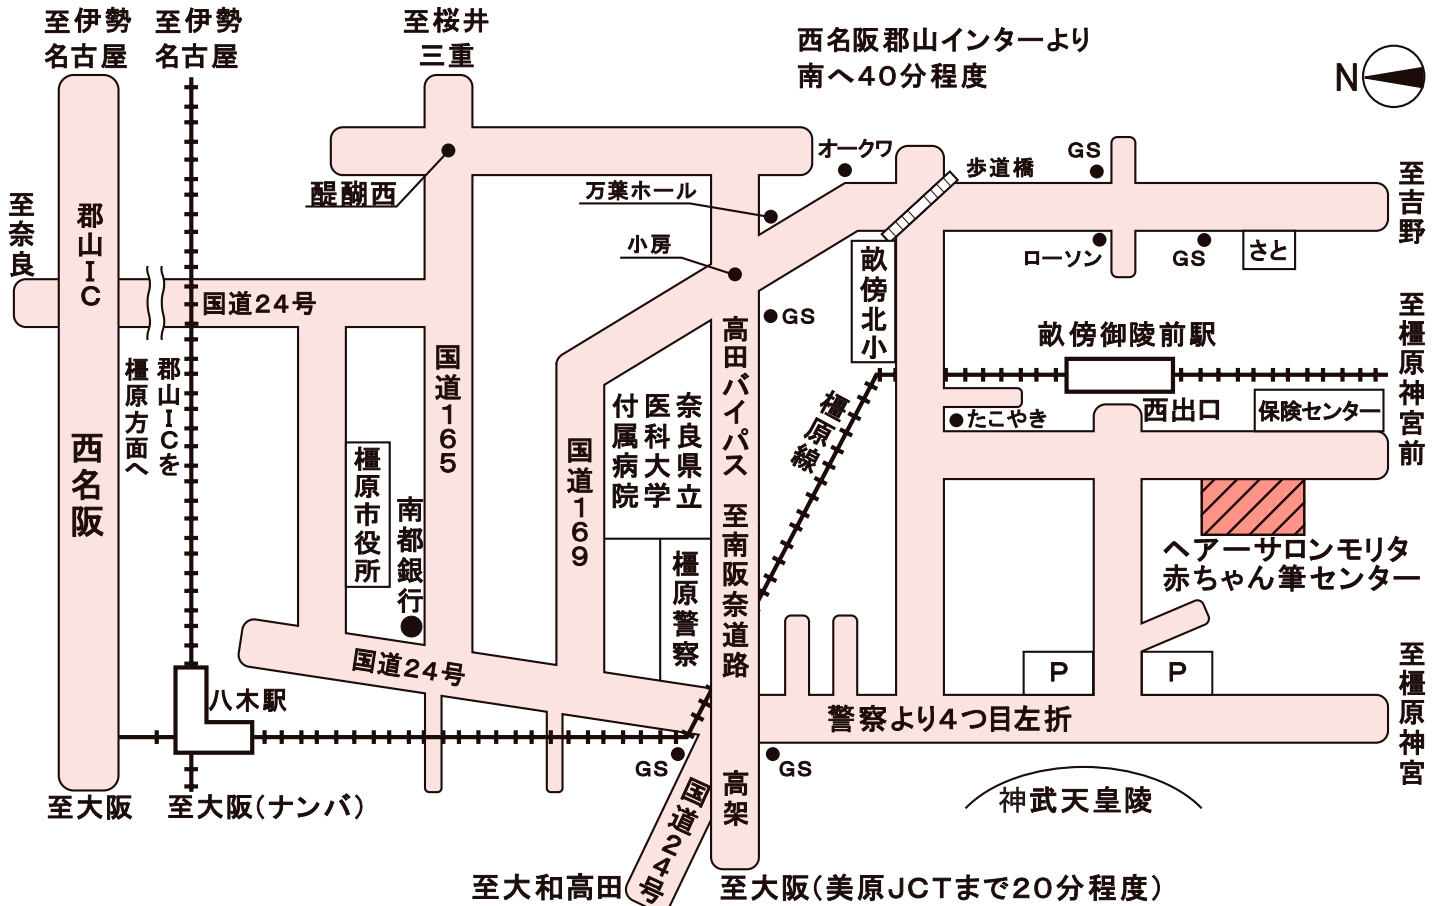 至伊勢
名古屋
至伊勢
名古屋
至桜井
三重
西名阪郡山インターより
南へ40分程度
N
オークワ
歩道橋
GS
至吉野
醍醐西
万葉ホール
小房
至奈良
郡山IC
国道24号
ローソン
GS
さと
畝傍北小
GS
高田バイパス
至南阪奈道路
高架
畝傍御陵前駅
至橿原神宮前
西出口
保険センター
たこやき
橿原線
郡山ICを
橿原方面へ
西名阪
国道165
橿原市役所
南都銀行
国道169
奈良県立
医科大学
付属病院
橿原警察
ヘアーサロンモリタ
赤ちゃん筆センター
国道24号
八木駅
P
P
至橿原神宮
警察より4つ目左折
GS
GS
国道24号
神武天皇陵
至大阪
至大阪(ナンバ)
至大和高田
至大阪(美原JCTまで20分程度)